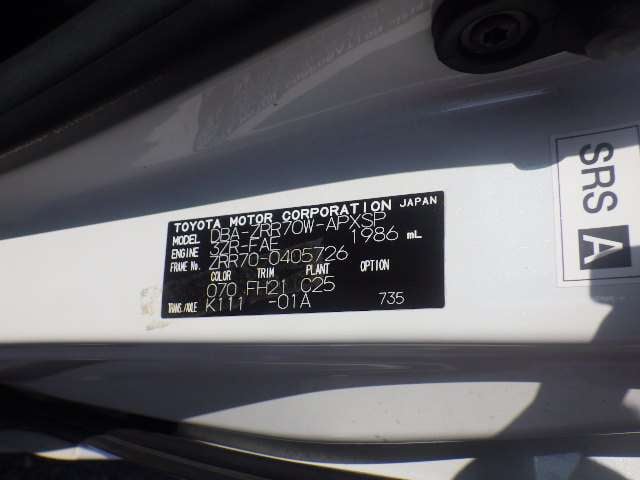 TOYOTA MOTOR CORPORATION JAPAN
MODEL DBA-ZRR70W-APXSP
ENGINE 3ZR-FAE 1986 mL
FRAME No. ZRR70-0405726
COLOR TRIM PLANT OPTION
070 FH21 C25
TRANS./AXLE K111 -01A 735
SRS A